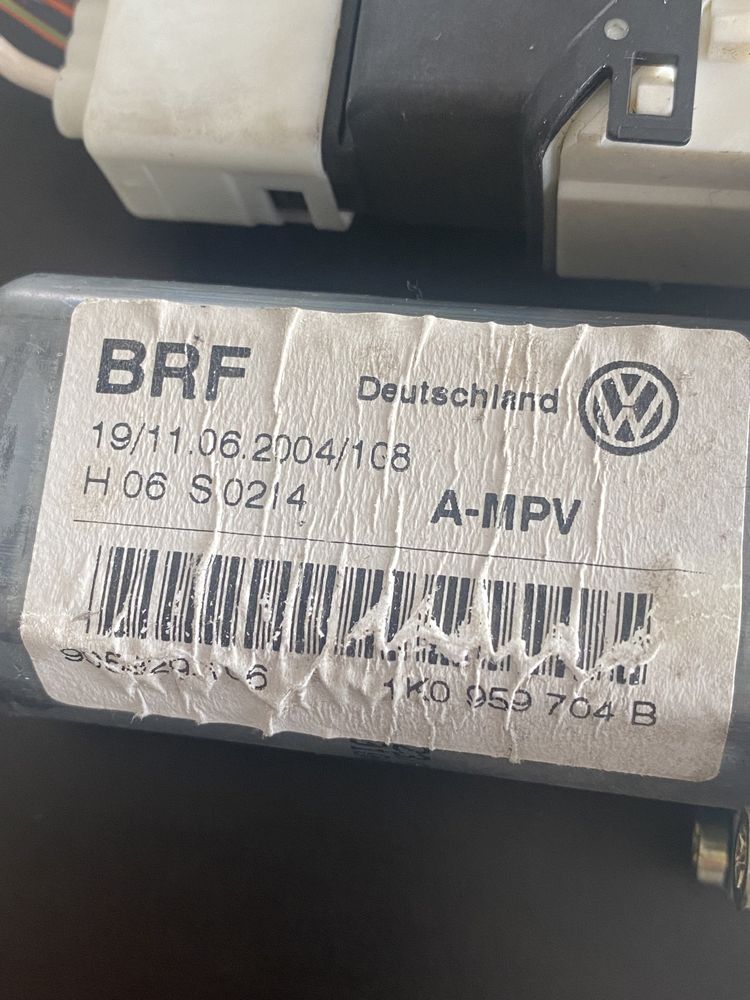 BRF
Deutschland
19/11.06.2004/108
H 06 S 0214
A-MPV
1K0 959 704 B